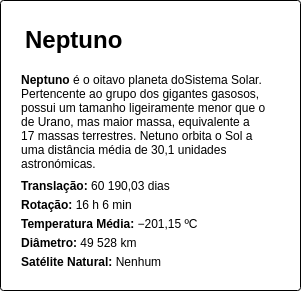 Neptuno
Neptuno é o oitavo planeta doSistema Solar.
Pertencente ao grupo dos gigantes gasosos,
possui um tamanho ligeiramente menor que o
de Urano, mas maior massa, equivalente a
17 massas terrestres. Netuno orbita o Sol a
uma distância média de 30,1 unidades
astronómicas.
Translação: 60 190,03 dias
Rotação: 16 h 6 min
Temperatura Média: −201,15 ºC
Diâmetro: 49 528 km
Satélite Natural: Nenhum